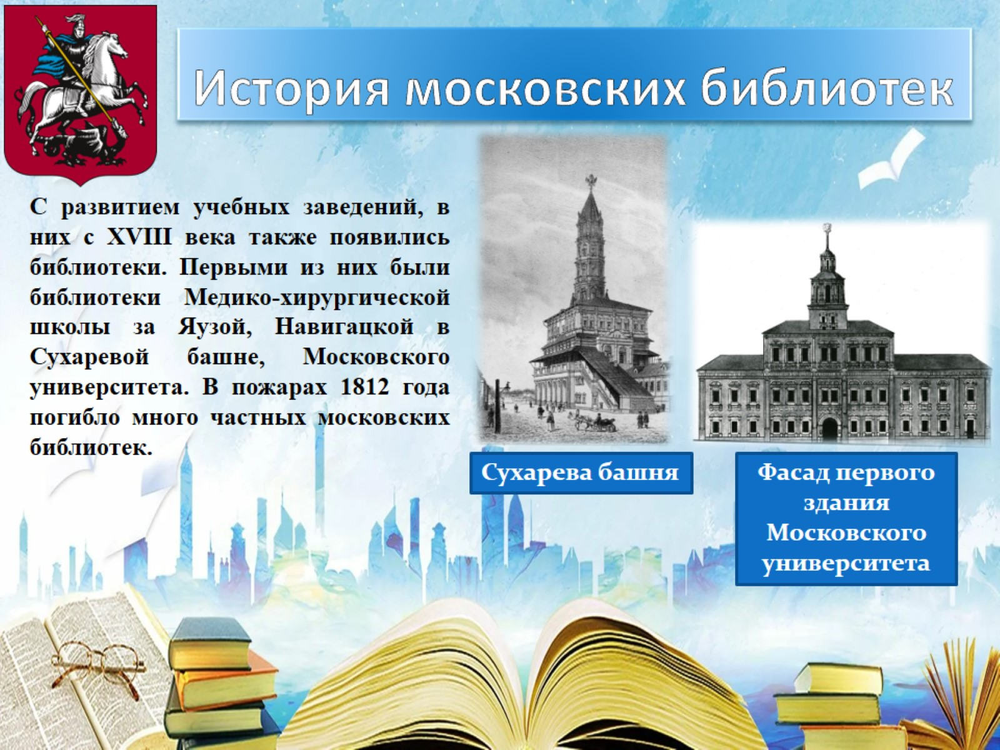 История московских библиотек
С развитием учебных заведений, в
них с XVIII века также появились
библиотеки. Первыми из них были
библиотеки Медико-хирургической
школы за Яузой, Навигацкой в
Сухаревой башне, Московского
университета. В пожарах 1812 года
погибло много частных московских
библиотек.
Сухарева башня
Фасад первого
здания
Московского
университета